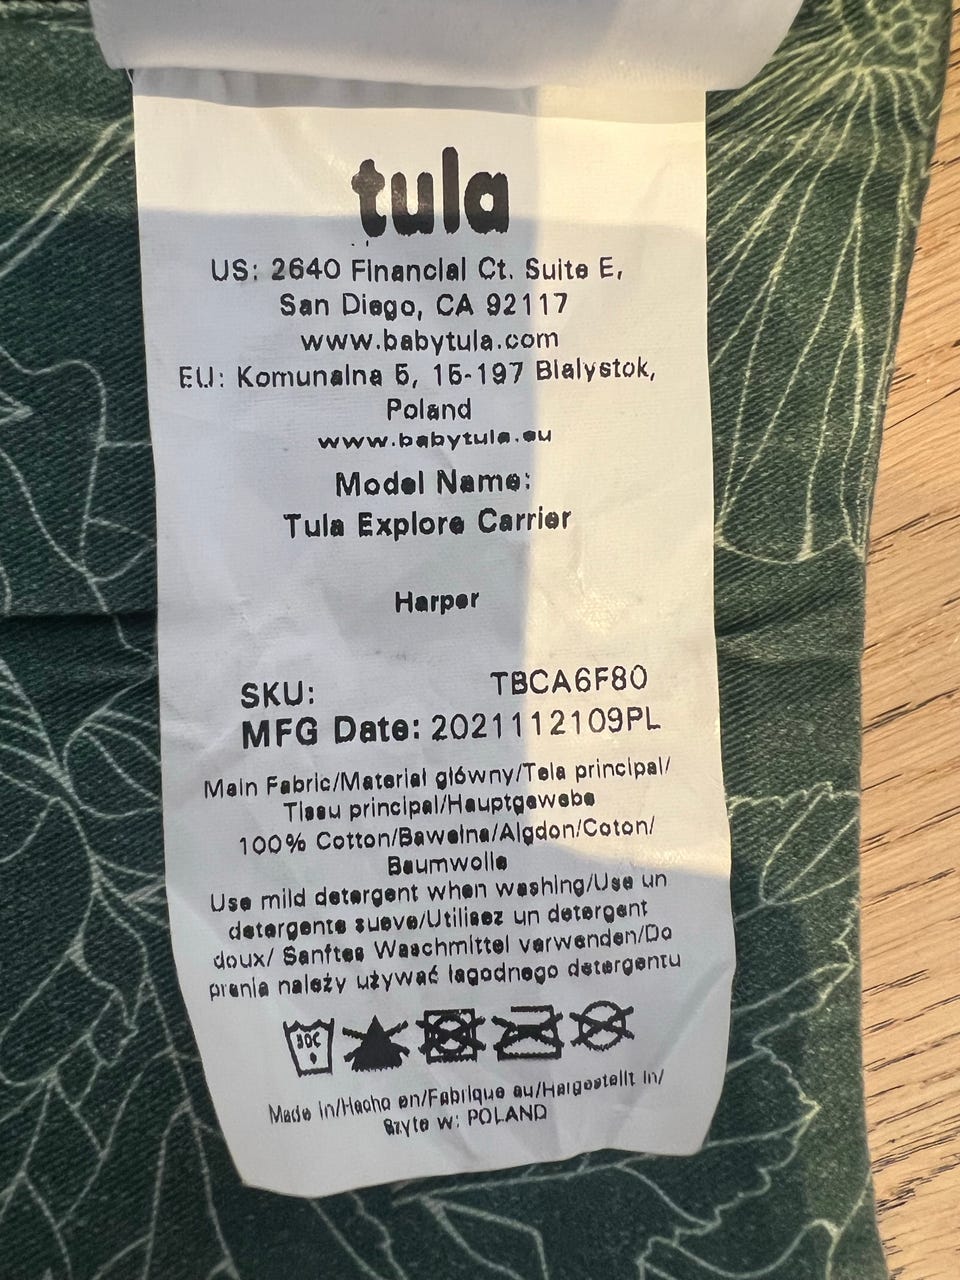 tula
US: 2640 Financial Ct. Suite E,
San Diego, CA 92117
www.babytula.com
EU: Komunalna 5, 15-197 Bialystok,
Poland
www.babytula.eu
Model Name:
Tula Explore Carrier
Harper
SKU: TBCA6F80
MFG Date: 2021112109PL
Main Fabric/Materiał główny/Tela principal/
Tissu principal/Hauptgewebe
100% Cotton/Bawełna/Algdon/Coton/
Baumwolle
Use mild detergent when washing/Use un
detergente sueve/Utilisez un detergent
doux/ Sanftes Waschmittel verwenden/Do
prania należy używać łagodnego detergentu
30C
Made in/Hecho en/Fabrique au/Hergestellt in/
Szyte w: POLAND